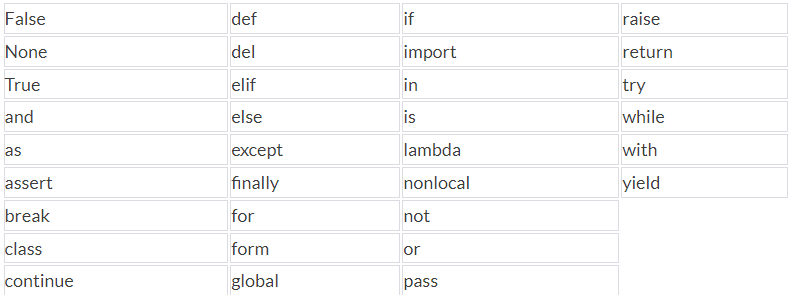 False def if raise
None del import return
True elif in try
and else is while
as except lambda with
assert finally nonlocal yield
break for not
class form or
continue global pass